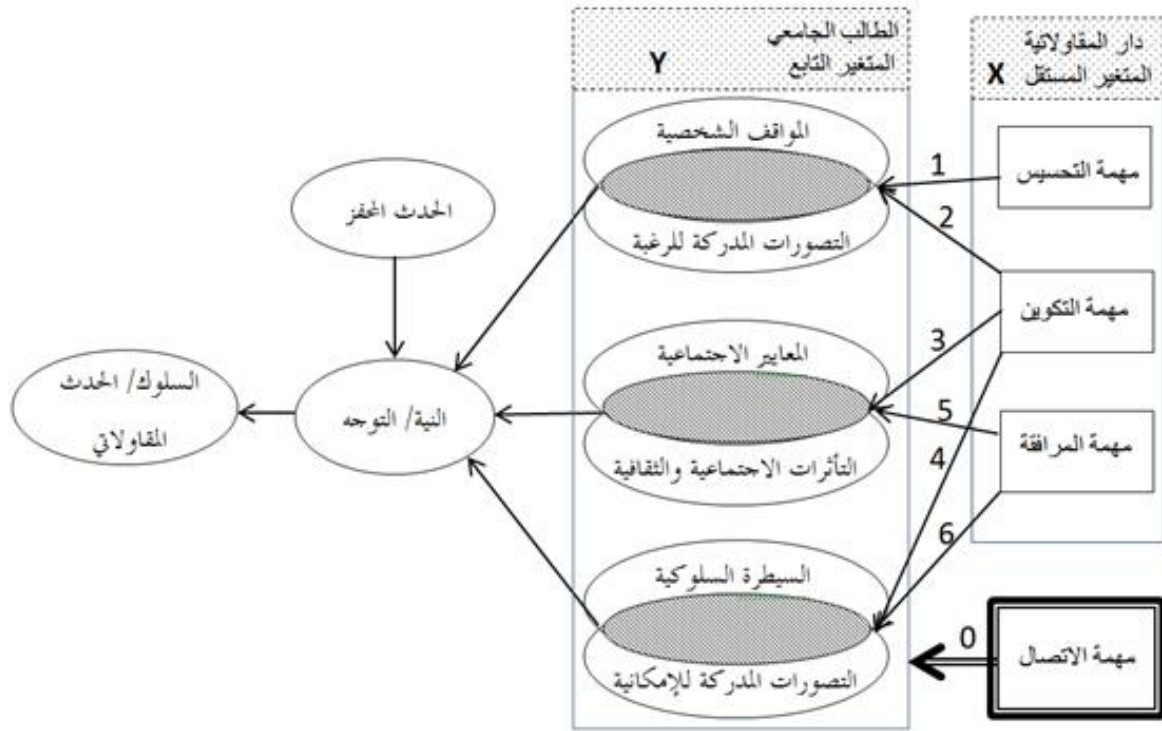 دار المقاولاتية
المتغير المستقل X
مهمة التحسيس
مهمة التكوين
مهمة المرافقة
مهمة الاتصال
1
2
3
4
5
6
0
الطالب الجامعي
المتغير التابع Y
المواقف الشخصية
التصورات المدركة للرغبة
المعايير الاجتماعية
التأثرات الاجتماعية والثقافية
السيطرة السلوكية
التصورات المدركة للإمكانية
الحدث المحفز
النية/ التوجه
السلوك/ الحدث
المقاولاتي